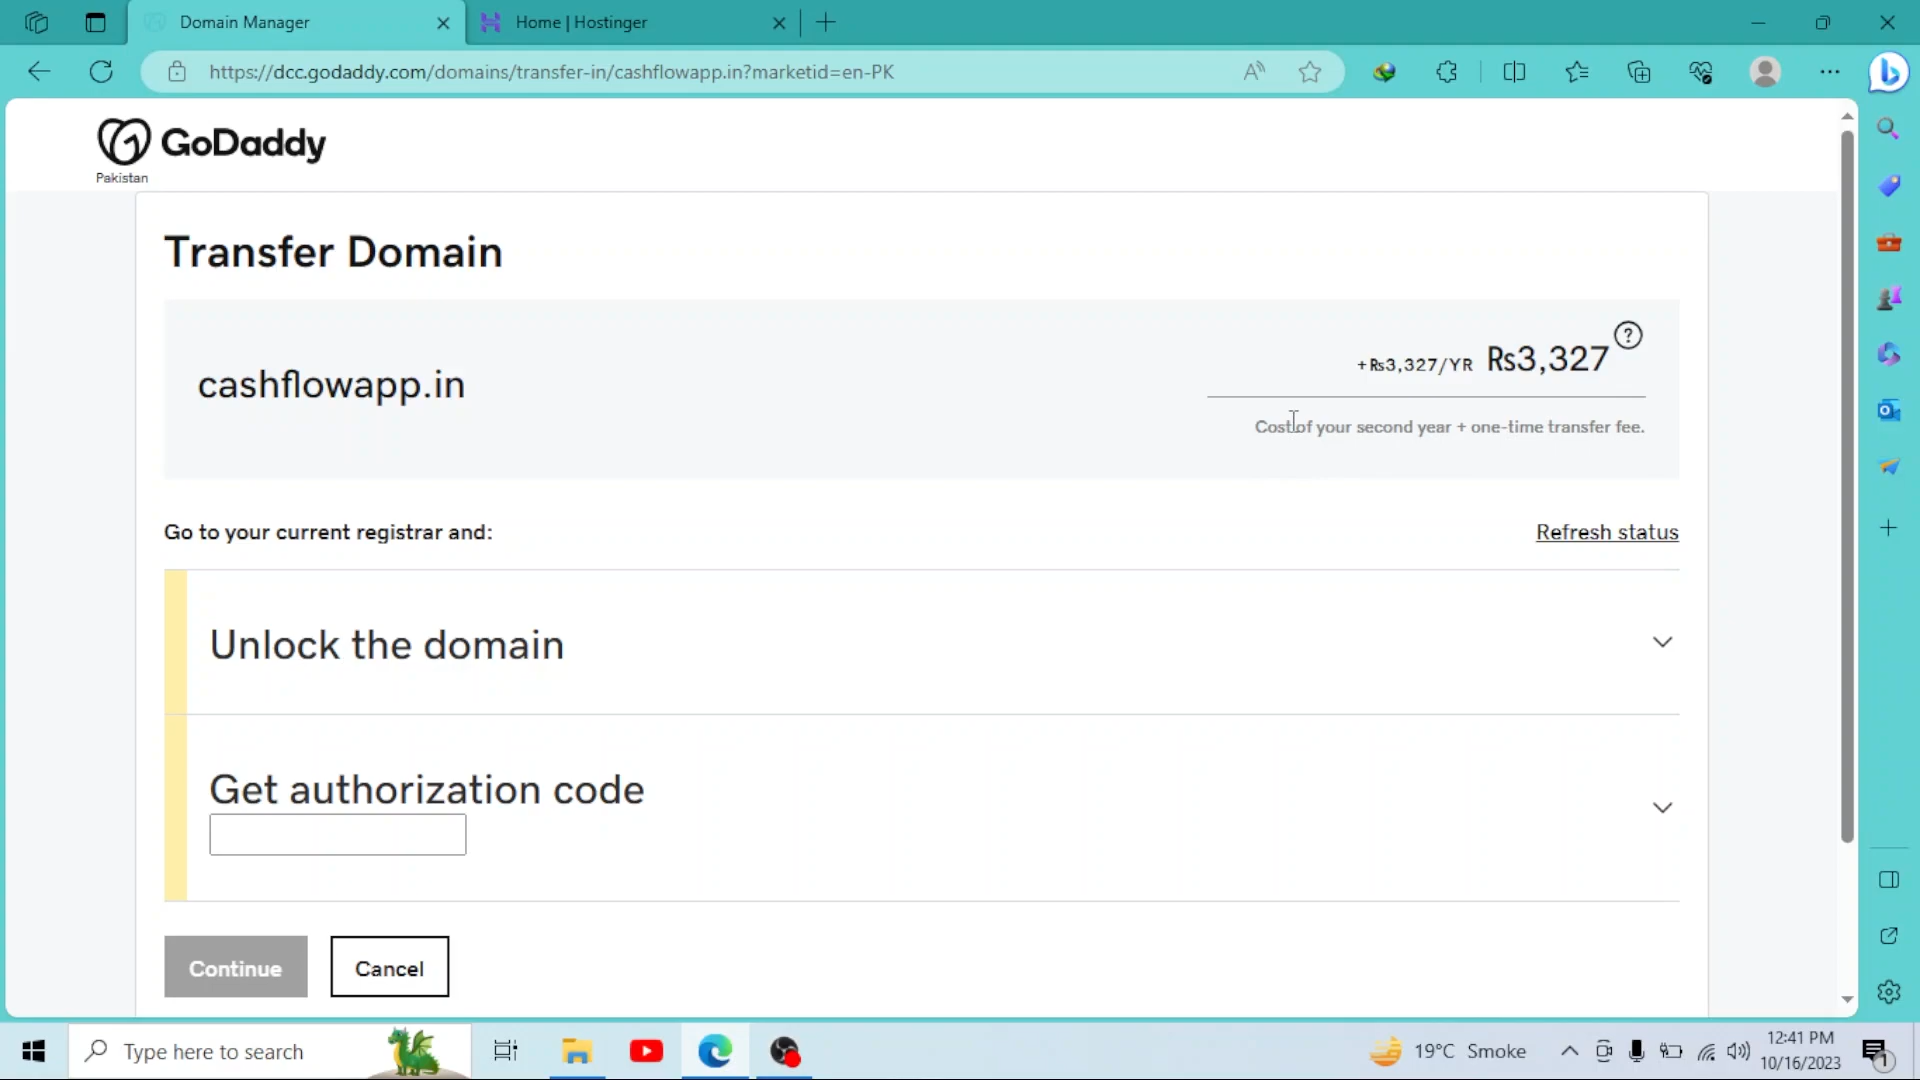 Domain Manager
Home | Hostinger
https://dcc.godaddy.com/domains/transfer-in/cashflowapp.in?marketid=en-PK
GoDaddy
Pakistan
Transfer Domain
cashflowapp.in
+₨3,327/YR ₨3,327
Cost of your second year + one-time transfer fee.
Go to your current registrar and:
Refresh status
Unlock the domain
Get authorization code
Continue
Cancel
Type here to search
19°C Smoke
12:41 PM
10/16/2023
1